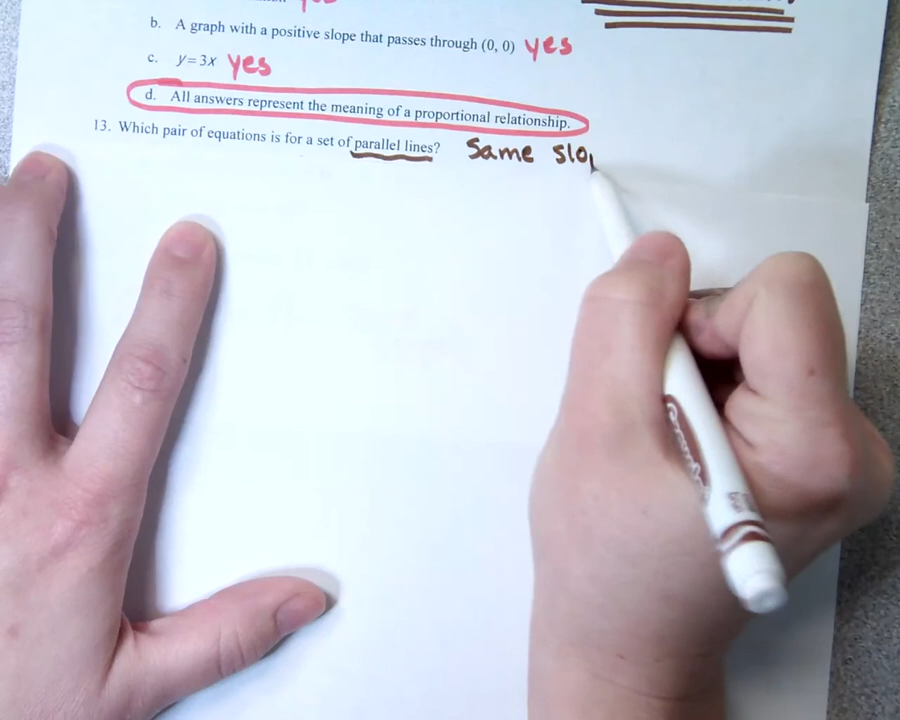 b. A graph with a positive slope that passes through (0, 0) yes
c. y=3x yes
d. All answers represent the meaning of a proportional relationship.
13. Which pair of equations is for a set of parallel lines? Same slop